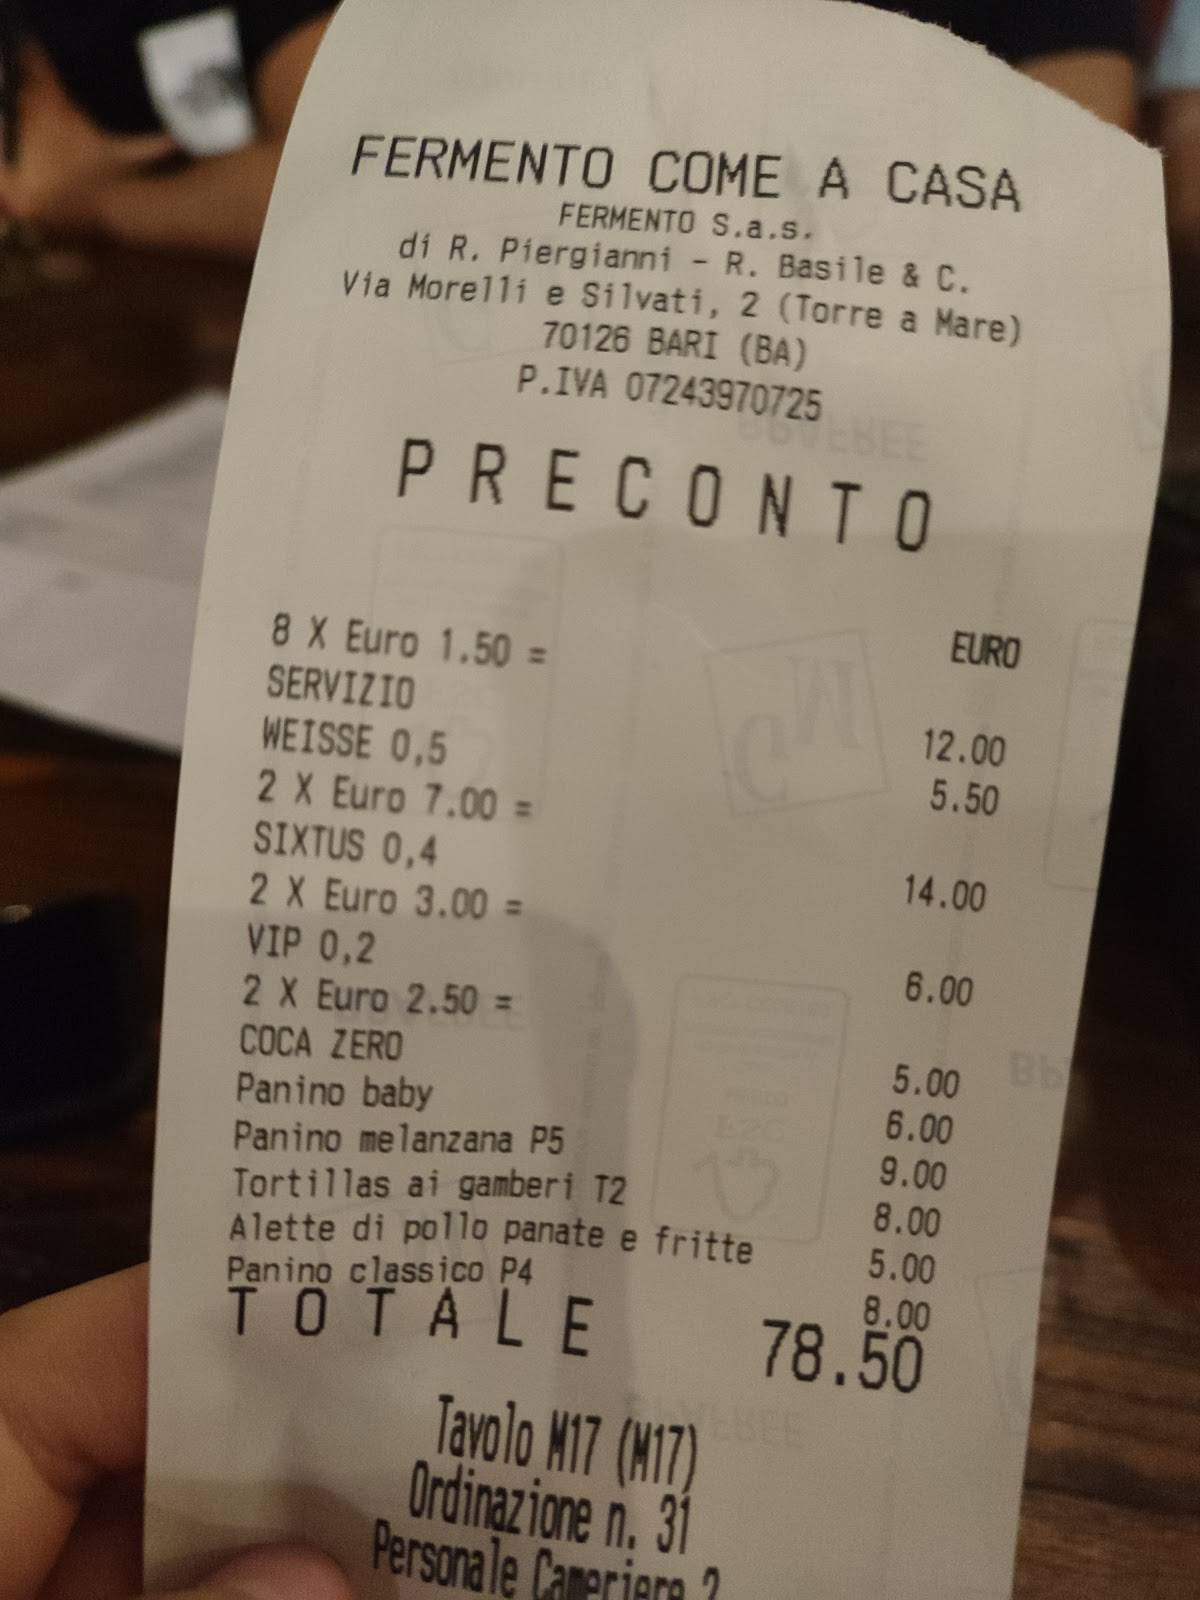 FERMENTO COME A CASA
FERMENTO S.a.s.
di R. Piergianni - R. Basile & C.
Via Morelli e Silvati, 2 (Torre a Mare)
70126 BARI (BA)
P.IVA 07243970725
PRECONTO
EURO
8 X Euro 1.50 =
SERVIZIO 12.00
WEISSE 0,5 5.50
2 X Euro 7.00 =
SIXTUS 0,4 14.00
2 X Euro 3.00 =
VIP 0,2 6.00
2 X Euro 2.50 =
COCA ZERO 5.00
Panino baby 6.00
Panino melanzana P5 9.00
Tortillas ai gamberi T2 8.00
Alette di pollo panate e fritte 5.00
Panino classico P4 8.00
TOTALE 78.50
Tavolo M17 (M17)
Ordinazione n. 31
Personale Cameriere 2